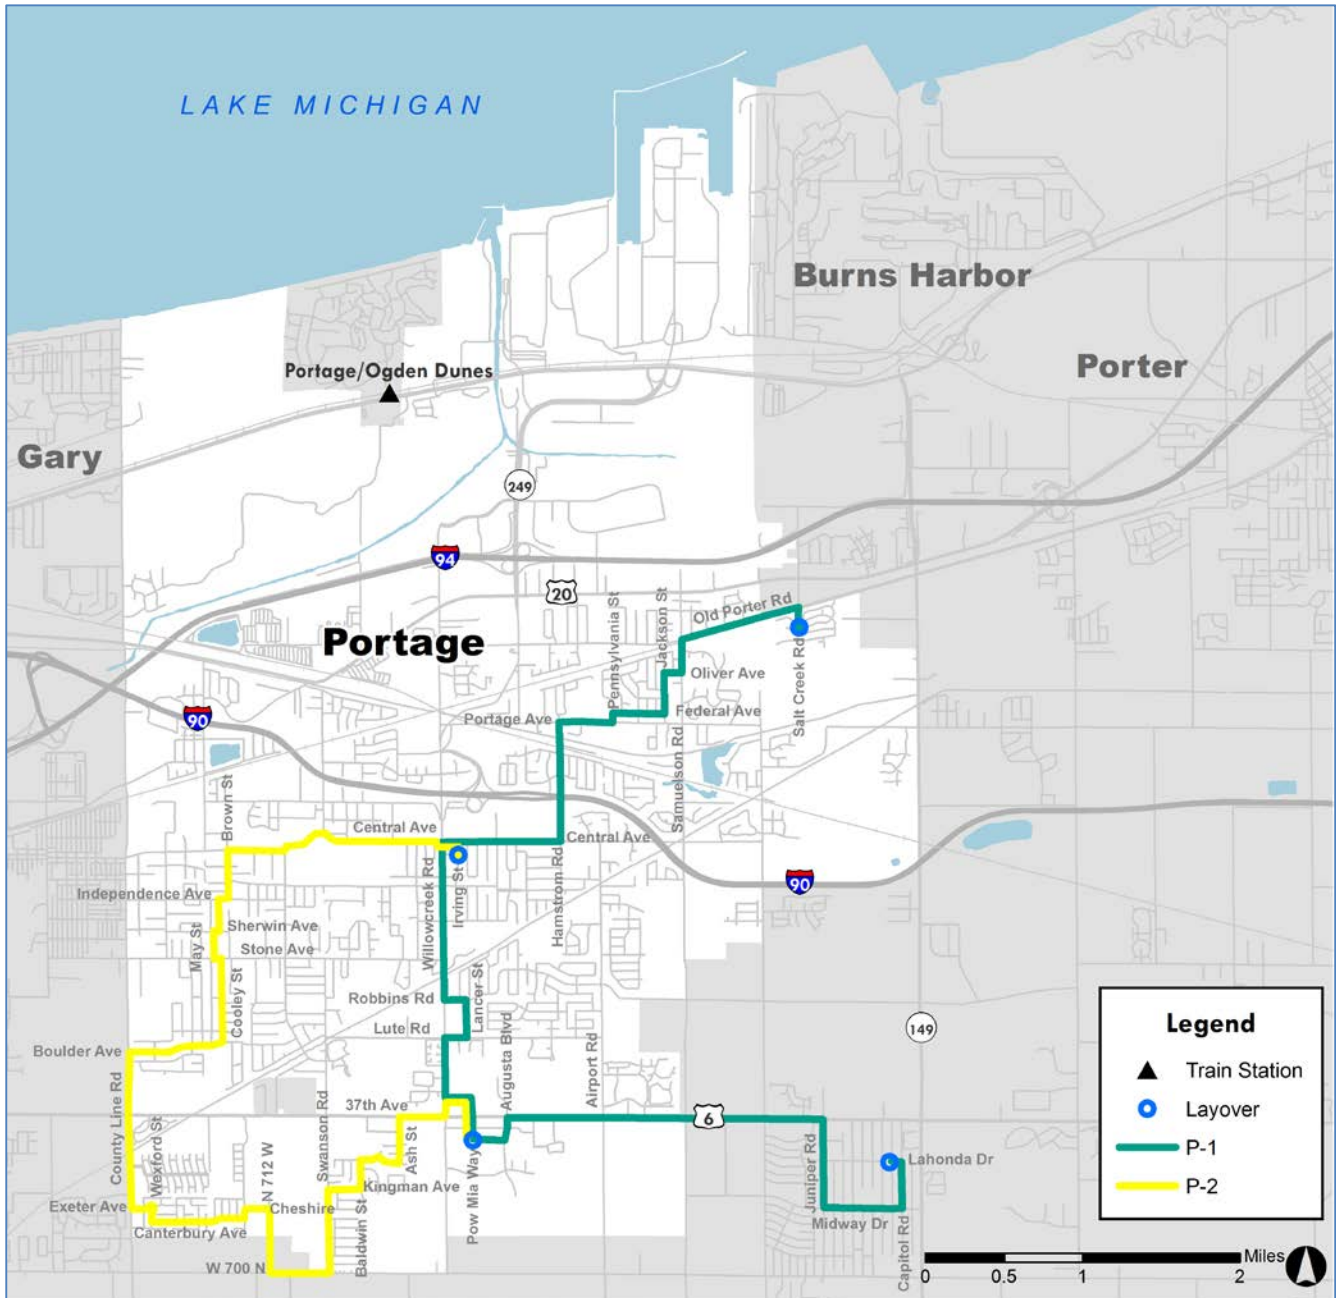 LAKE MICHIGAN
Burns Harbor
Porter
Portage/Ogden Dunes
Gary
249
94
20
Old Porter Rd
Pennsylvania St
Jackson St
Portage
Oliver Ave
Salt Creek Rd
Federal Ave
Portage Ave
90
Samuelson Rd
Brown St
Central Ave
Central Ave
Willowcreek Rd
Irving St
Hamstrom Rd
90
Independence Ave
Sherwin Ave
May St
Stone Ave
Cooley St
Robbins Rd
Lancer St
Lute Rd
149
Boulder Ave
Augusta Blvd
Airport Rd
County Line Rd
37th Ave
6
Wexford St
Swanson Rd
Ash St
Juniper Rd
Lahonda Dr
N 712 W
Kingman Ave
Pow Mia Way
Exeter Ave
Cheshire
Canterbury Ave
Baldwin St
Midway Dr
Capitol Rd
W 700 N
Legend
Train Station
Layover
P-1
P-2
Miles
0 0.5 1 2